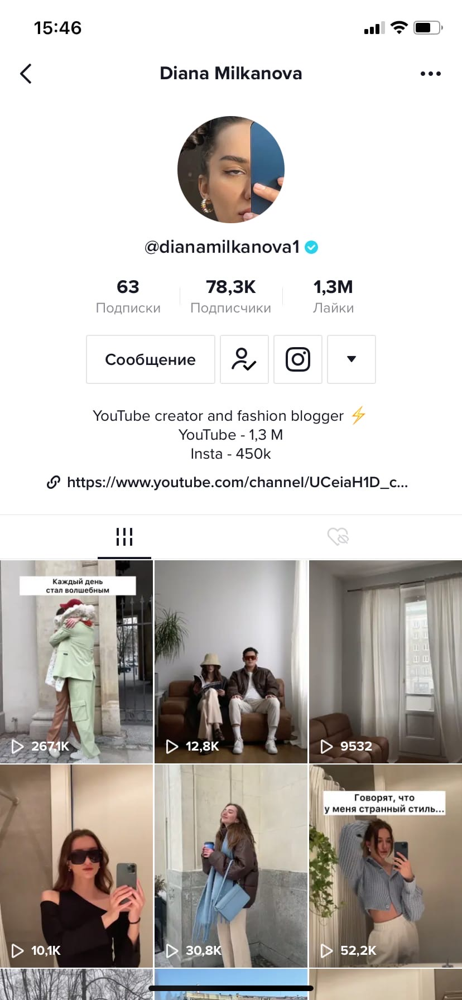 15:46
Diana Milkanova
@dianamilkanova1
63
Подписки
78,3K
Подписчики
1,3M
Лайки
Сообщение
YouTube creator and fashion blogger ⚡
YouTube - 1,3 M
Insta - 450k
https://www.youtube.com/channel/UCeiaH1D_c...
Каждый день
стал волшебным
267,1K
12,8K
9532
Говорят, что
у меня странный стиль...
10,1K
30,8K
52,2K